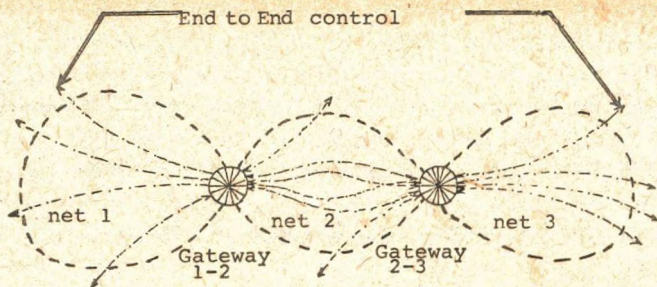 End to End control
net 1
net 2
net 3
Gateway
1-2
Gateway
2-3